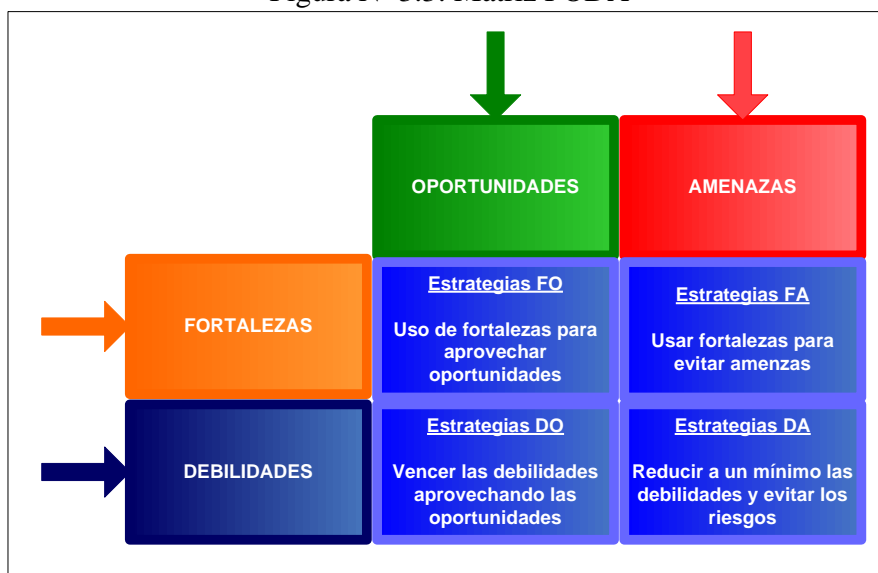 OPORTUNIDADES
AMENAZAS
FORTALEZAS
Estrategias FO
Uso de fortalezas para
aprovechar
oportunidades
Estrategias FA
Usar fortalezas para
evitar amenzas
DEBILIDADES
Estrategias DO
Vencer las debilidades
aprovechando las
oportunidades
Estrategias DA
Reducir a un mínimo las
debilidades y evitar los
riesgos